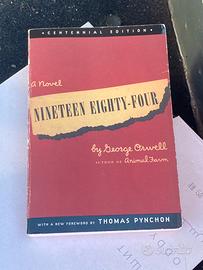 • CENTENNIAL EDITION •
A Novel
NINETEEN EIGHTY-FOUR
by George Orwell
AUTHOR OF Animal Farm
WITH A NEW FOREWORD BY THOMAS PYNCHON